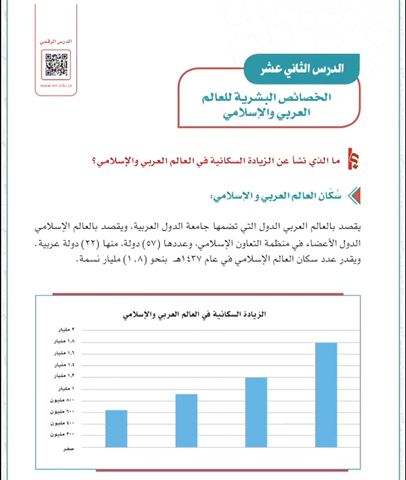 الدرس الرقمي
www.ien.edu.sa
الدرس الثاني عشر
الخصائص البشرية للعالم
العربي والإسلامي
ما الذي نشأ عن الزيادة السكانية في العالم العربي والإسلامي؟
سُكَان العالم العربي و الإسلامي:
يقصد بالعالم العربي الدول التي تضمها جامعة الدول العربية، ويقصد بالعالم الإسلامي
الدول الأعضاء في منظمة التعاون الإسلامي، وعددها (٥٧) دولة، منها (٢٢) دولة عربية.
ويقدر عدد سكان العالم الإسلامي في عام ١٤٣٧هـ بنحو (١,٨) مليار نسمة.
الزيادة السكانية في العالم العربي والإسلامي
٢ مليار
١,٨ مليار
١,٦ مليار
١,٤ مليار
١,٢ مليار
١ مليار
٨٠٠ مليون
٦٠٠ مليون
٤٠٠ مليون
٢٠٠ مليون
صفر